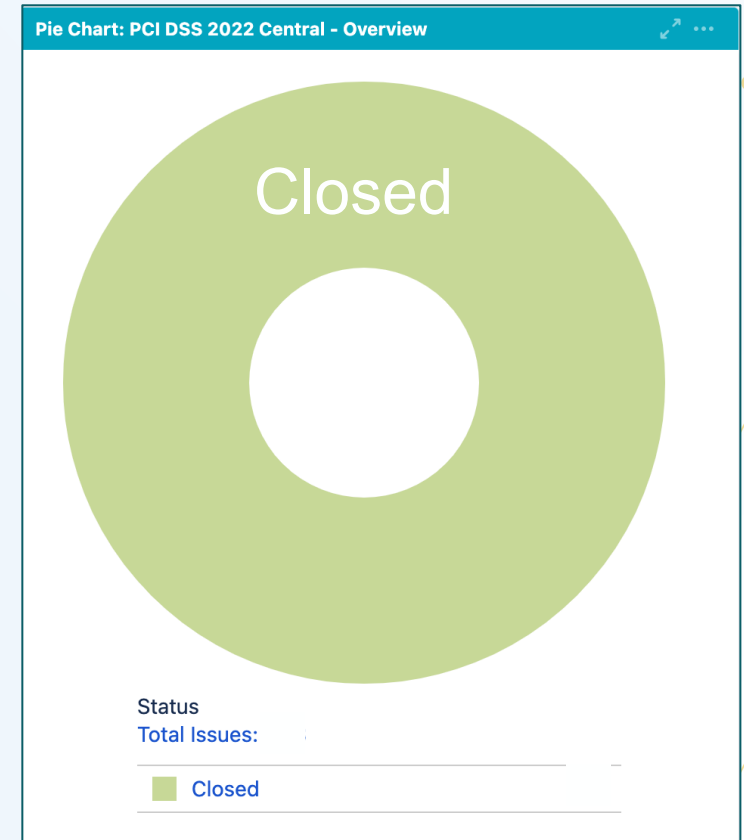 Pie Chart: PCI DSS 2022 Central - Overview
Closed
Status
Total Issues:
Closed